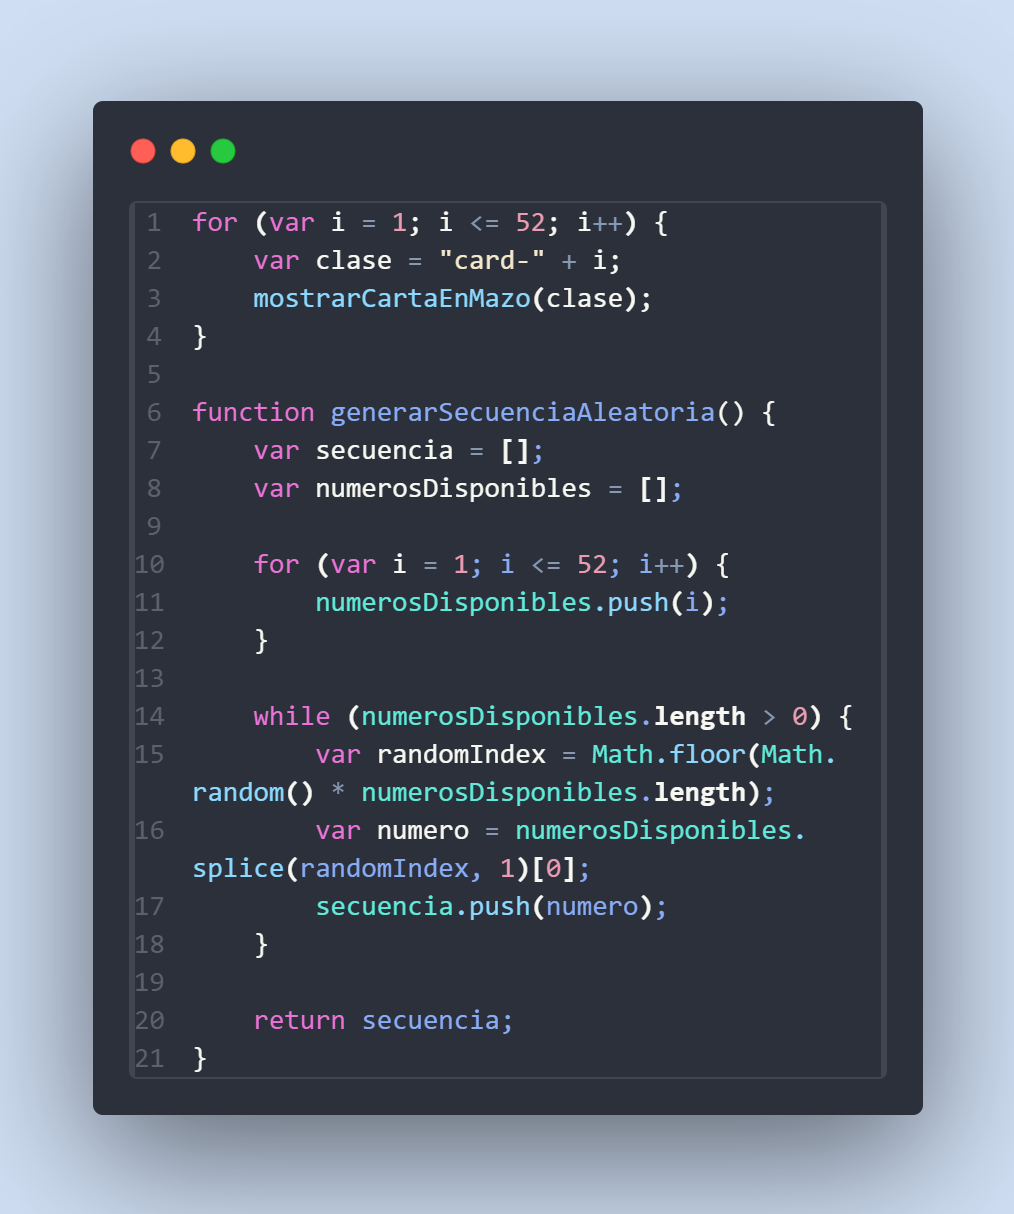 1 for (var i = 1; i <= 52; i++) {
2     var clase = "card-" + i;
3     mostrarCartaEnMazo(clase);
4 }
5
6 function generarSecuenciaAleatoria() {
7     var secuencia = [];
8     var numerosDisponibles = [];
9
10     for (var i = 1; i <= 52; i++) {
11         numerosDisponibles.push(i);
12     }
13
14     while (numerosDisponibles.length > 0) {
15         var randomIndex = Math.floor(Math.
random() * numerosDisponibles.length);
16         var numero = numerosDisponibles.
splice(randomIndex, 1)[0];
17         secuencia.push(numero);
18     }
19
20     return secuencia;
21 }